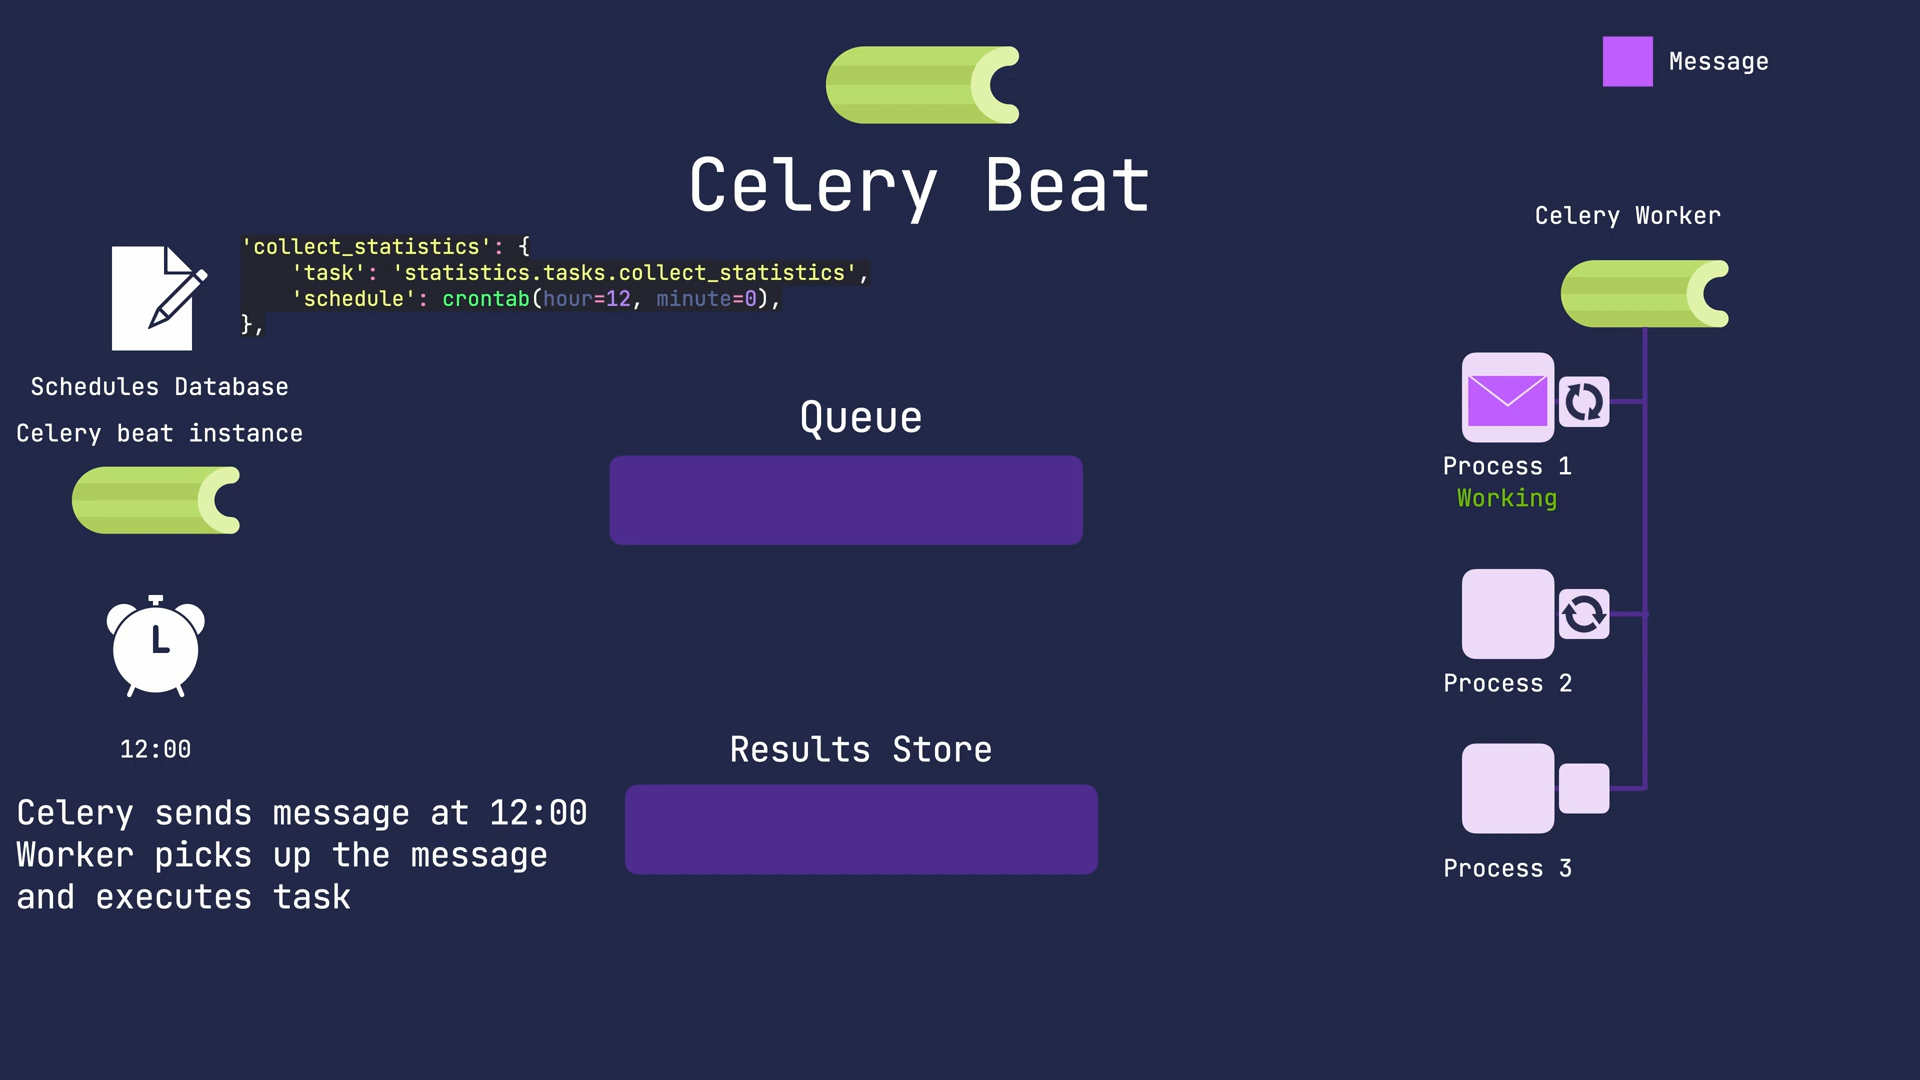 Message
Celery Beat
'collect_statistics': {
    'task': 'statistics.tasks.collect_statistics',
    'schedule': crontab(hour=12, minute=0),
},
Schedules Database
Celery beat instance
12:00
Celery sends message at 12:00
Worker picks up the message
and executes task
Queue
Results Store
Celery Worker
Process 1
Working
Process 2
Process 3